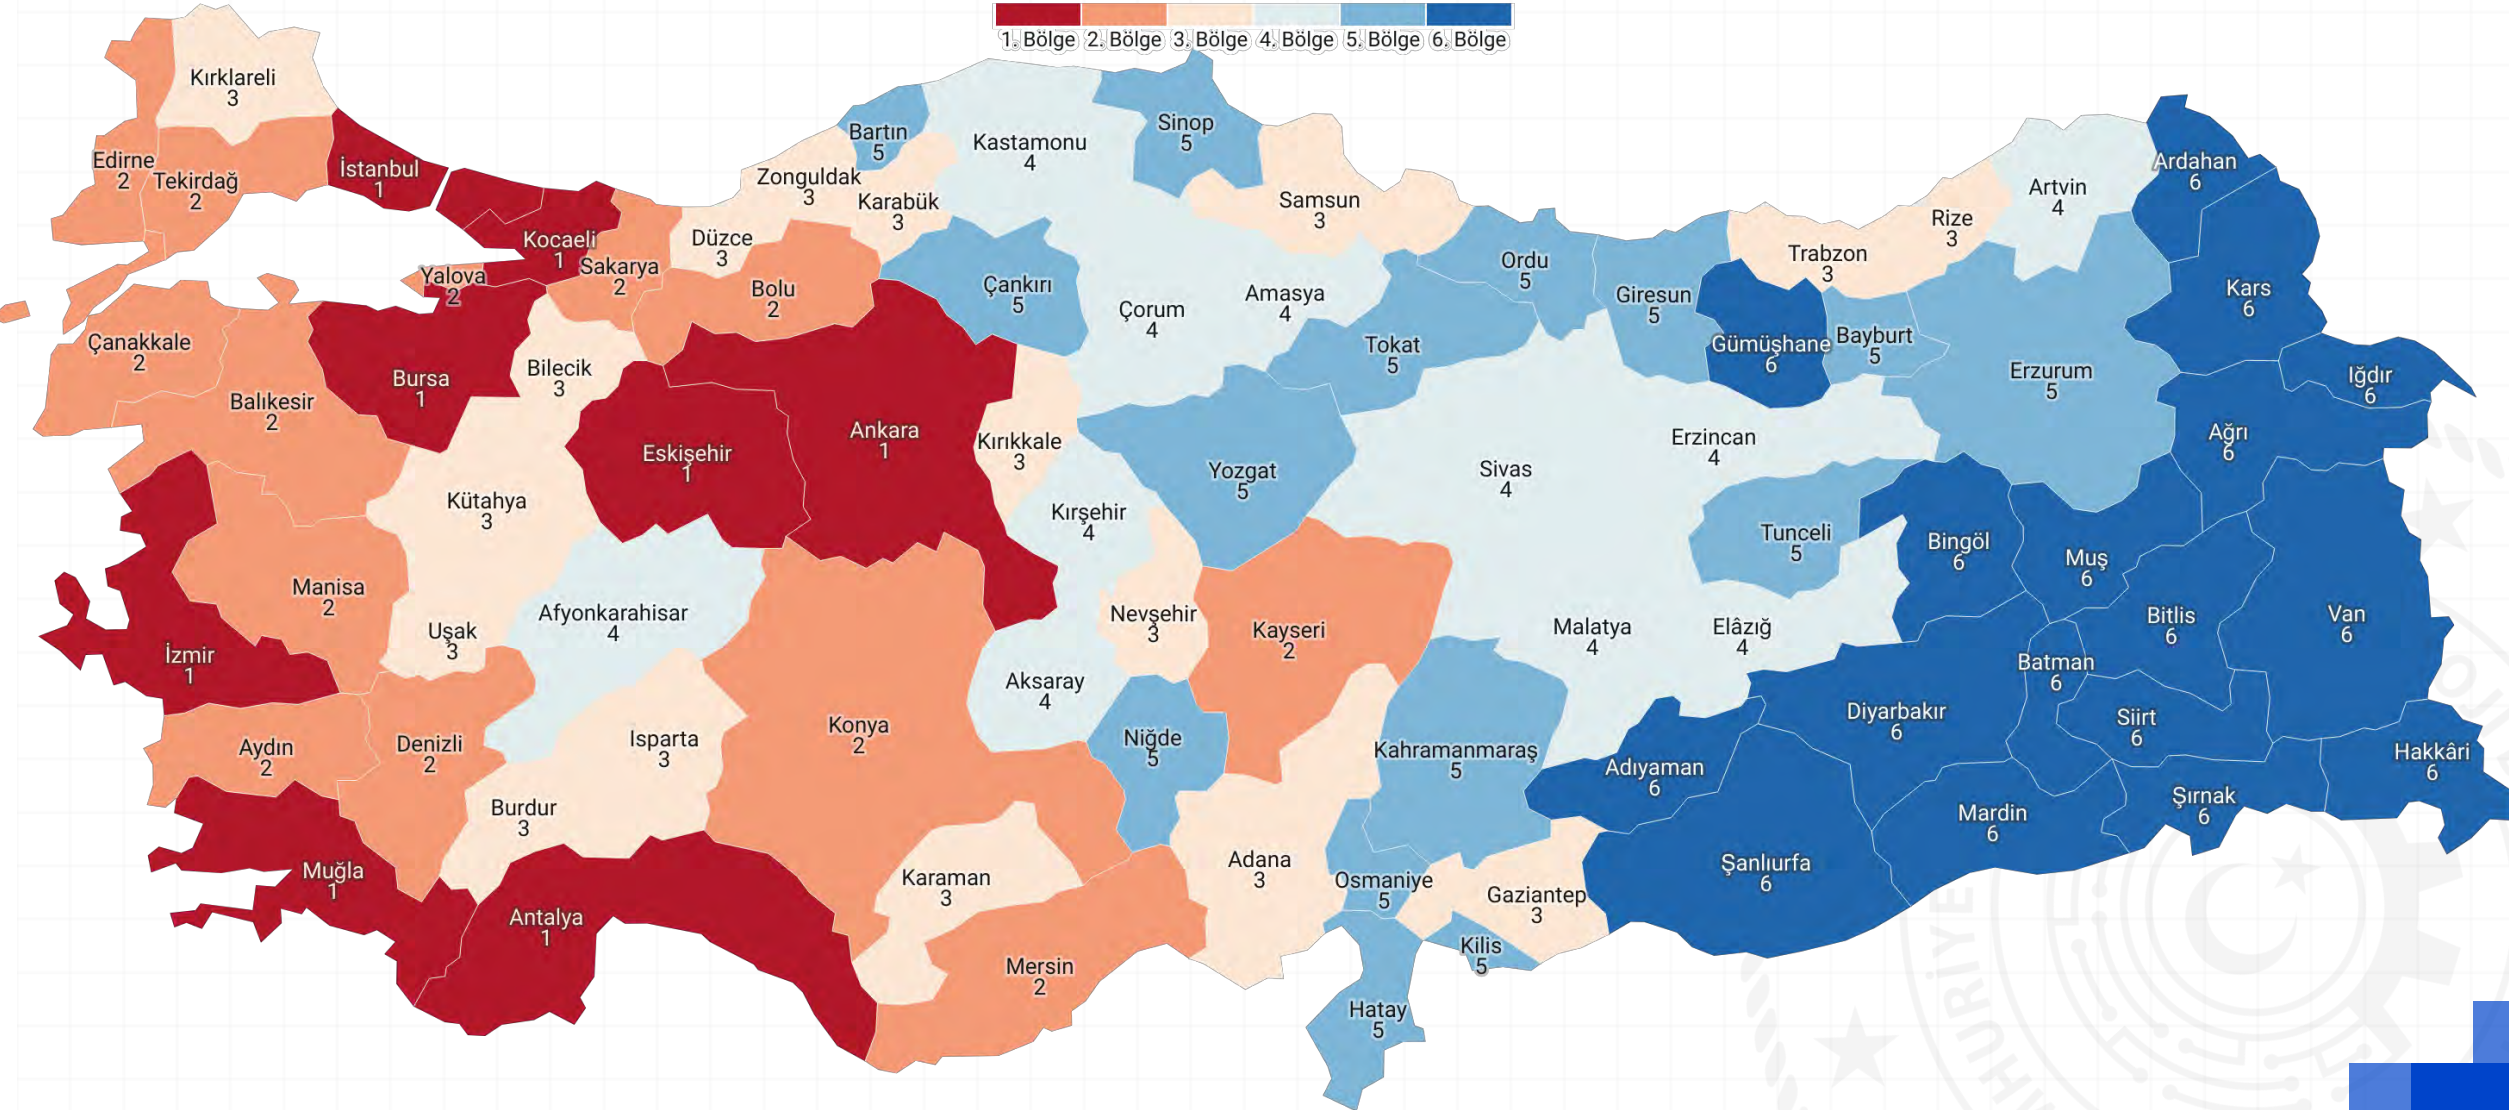 1. Bölge 2. Bölge 3. Bölge 4. Bölge 5. Bölge 6. Bölge
Kırklareli
3
Edirne
2
Tekirdağ
2
İstanbul
1
Kocaeli
1
Yalova
2
Sakarya
2
Düzce
3
Bolu
2
Zonguldak
3
Bartın
5
Karabük
3
Kastamonu
4
Sinop
5
Samsun
3
Çankırı
5
Çorum
4
Amasya
4
Tokat
5
Ordu
5
Giresun
5
Gümüşhane
6
Trabzon
3
Bayburt
5
Rize
3
Artvin
4
Ardahan
6
Kars
6
Iğdır
6
Ağrı
6
Erzurum
5
Erzincan
4
Çanakkale
2
Balıkesir
2
Bursa
1
Bilecik
3
Eskişehir
1
Ankara
1
Kırıkkale
3
Kırşehir
4
Yozgat
5
Sivas
4
Tunceli
5
Bingöl
6
Muş
6
Bitlis
6
Van
6
Kütahya
3
Manisa
2
Uşak
3
Afyonkarahisar
4
İzmir
1
Aydın
2
Denizli
2
Isparta
3
Burdur
3
Konya
2
Aksaray
4
Nevşehir
3
Niğde
5
Kayseri
2
Malatya
4
Elâzığ
4
Kahramanmaraş
5
Adıyaman
6
Diyarbakır
6
Batman
6
Siirt
6
Şırnak
6
Hakkâri
6
Mardin
6
Şanlıurfa
6
Muğla
1
Antalya
1
Karaman
3
Mersin
2
Adana
3
Osmaniye
5
Gaziantep
3
Kilis
5
Hatay
5